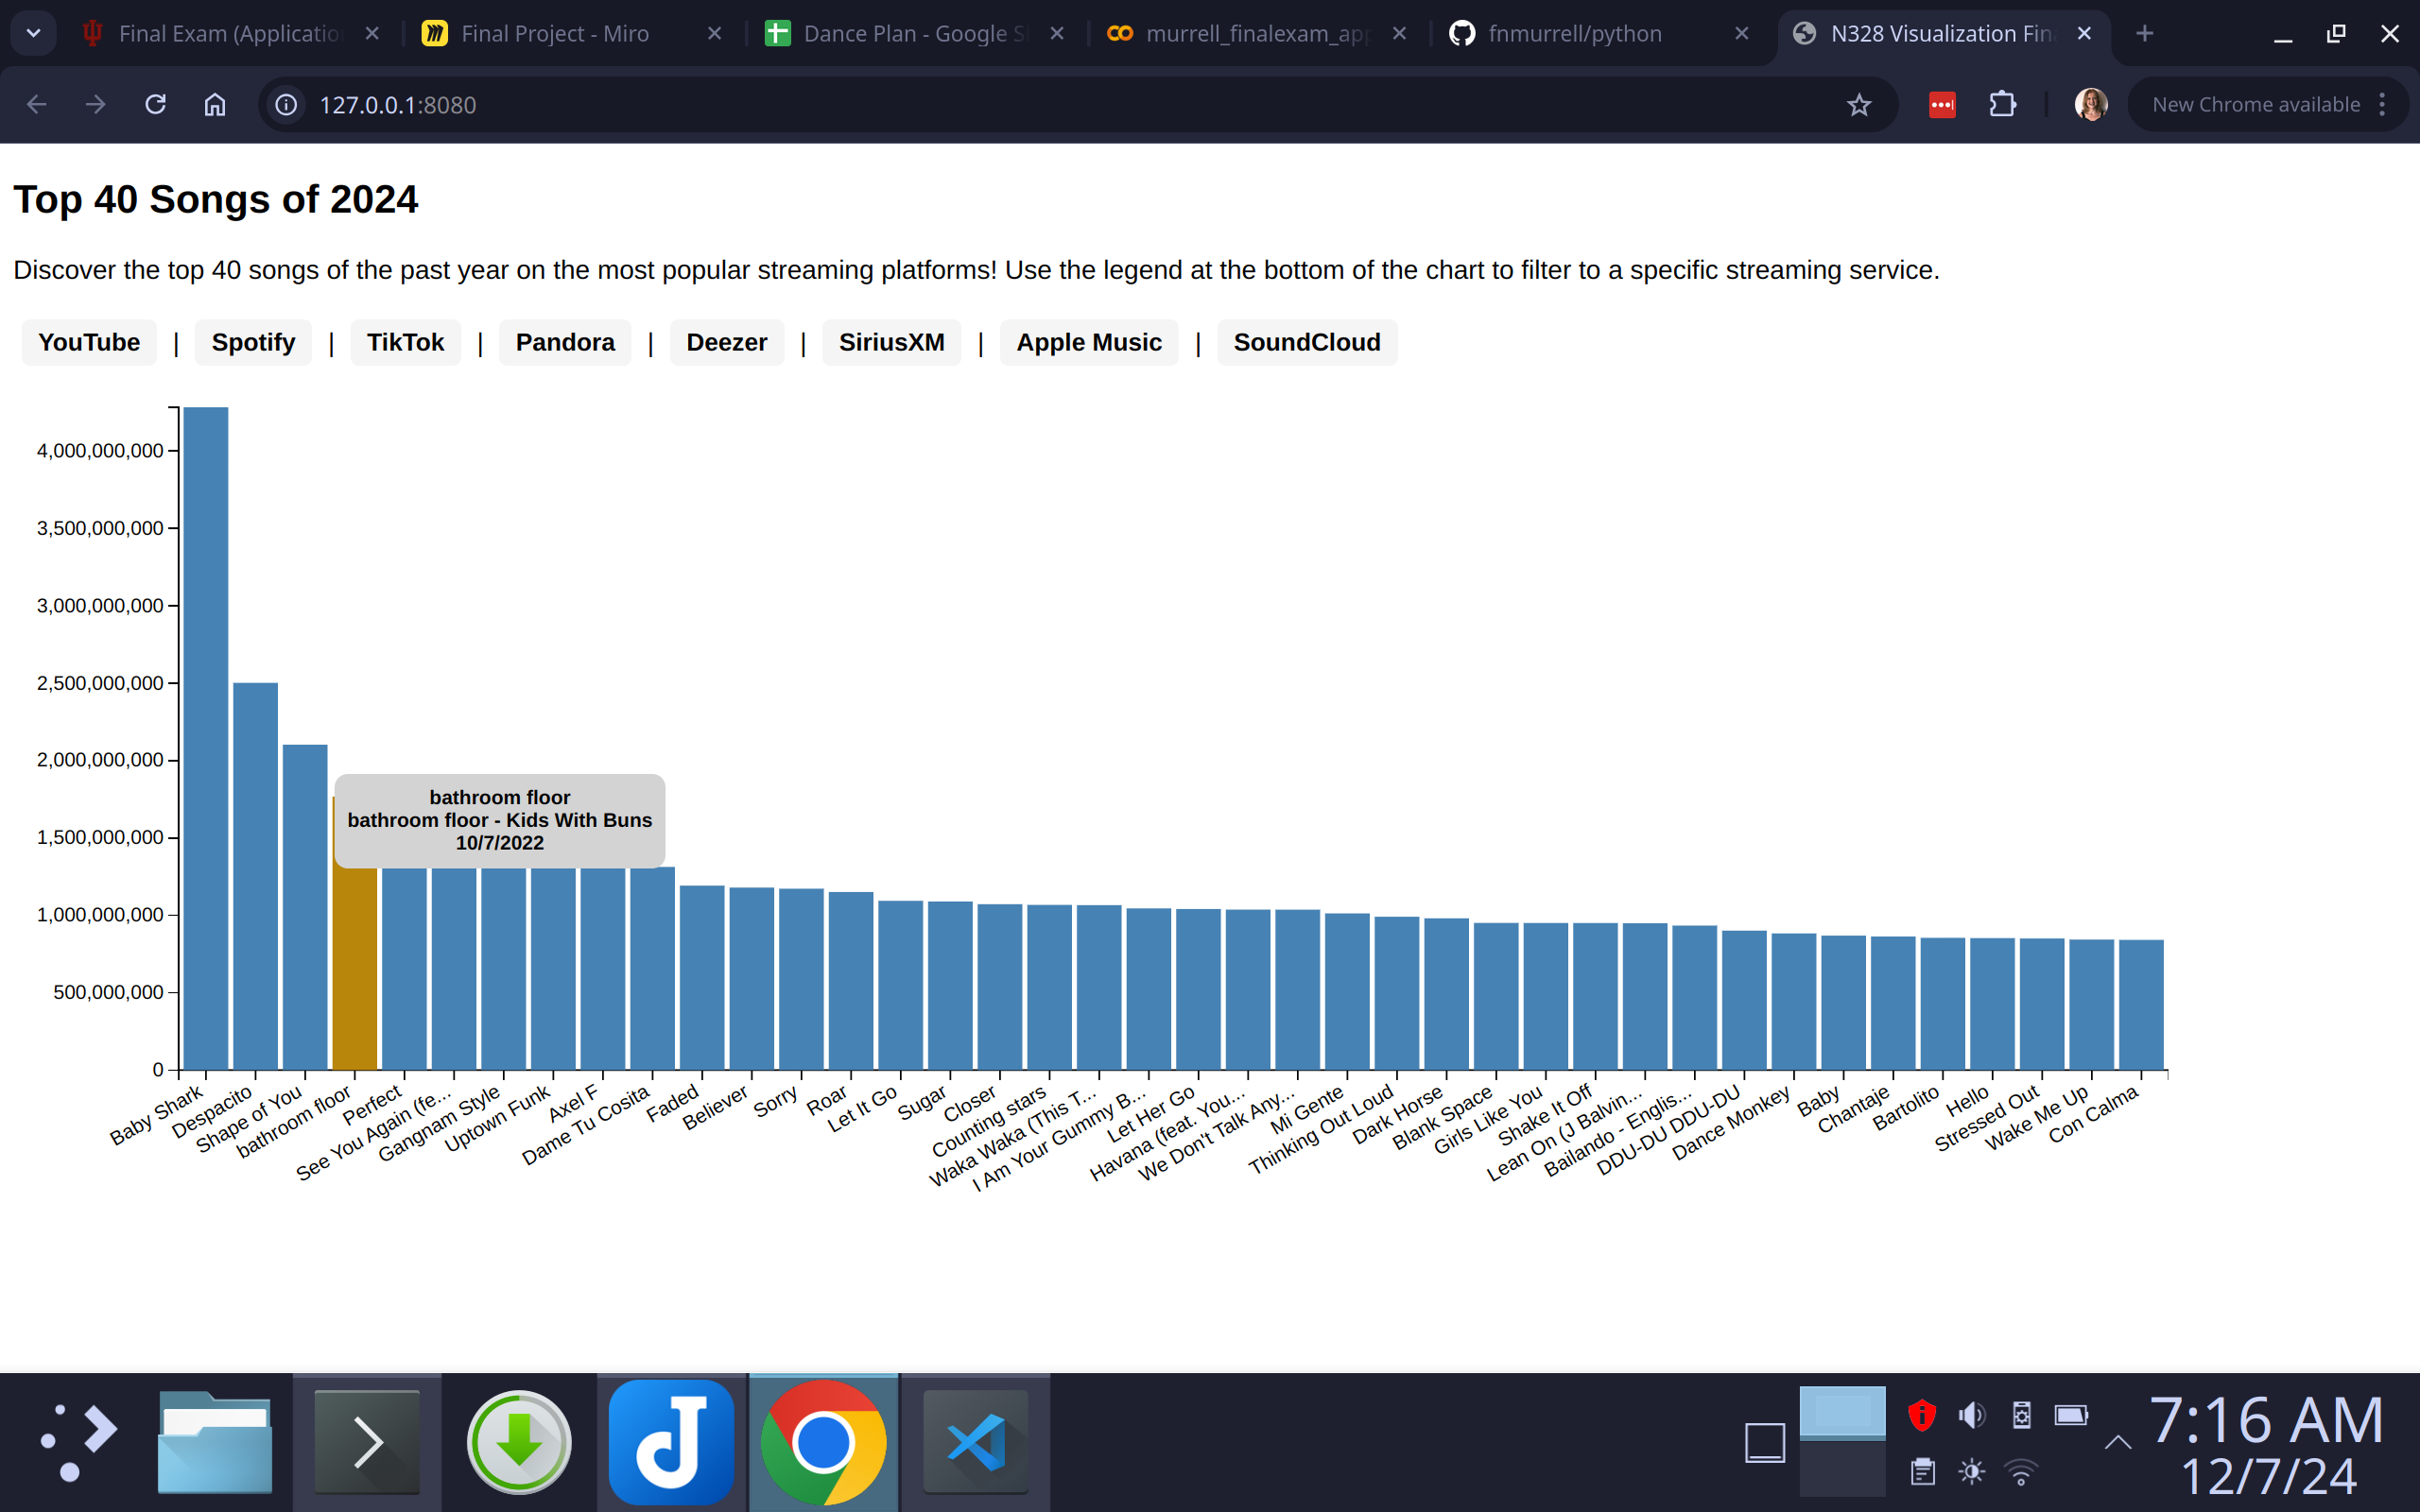 Final Exam (Applicatio
Final Project - Miro
Dance Plan - Google S
murrell_finalexam_app
fnmurrell/python
N328 Visualization Fin
127.0.0.1:8080
New Chrome available
Top 40 Songs of 2024
Discover the top 40 songs of the past year on the most popular streaming platforms! Use the legend at the bottom of the chart to filter to a specific streaming service.
YouTube | Spotify | TikTok | Pandora | Deezer | SiriusXM | Apple Music | SoundCloud
4,000,000,000
3,500,000,000
3,000,000,000
2,500,000,000
2,000,000,000
1,500,000,000
1,000,000,000
500,000,000
0
bathroom floor
bathroom floor - Kids With Buns
10/7/2022
Baby Shark
Despacito
Shape of You
bathroom floor
Perfect
See You Again (fe...
Gangnam Style
Uptown Funk
Axel F
Dame Tu Cosita
Faded
Believer
Sorry
Roar
Let It Go
Sugar
Closer
Counting stars
Waka Waka (This T...
I Am Your Gummy B...
Let Her Go
Havana (feat. You...
We Don't Talk Any...
Mi Gente
Thinking Out Loud
Dark Horse
Blank Space
Girls Like You
Shake It Off
Lean On (J Balvin...
Bailando - Englis...
DDU-DU DDU-DU
Dance Monkey
Baby
Chantaje
Bartolito
Hello
Stressed Out
Wake Me Up
Con Calma
7:16 AM
12/7/24